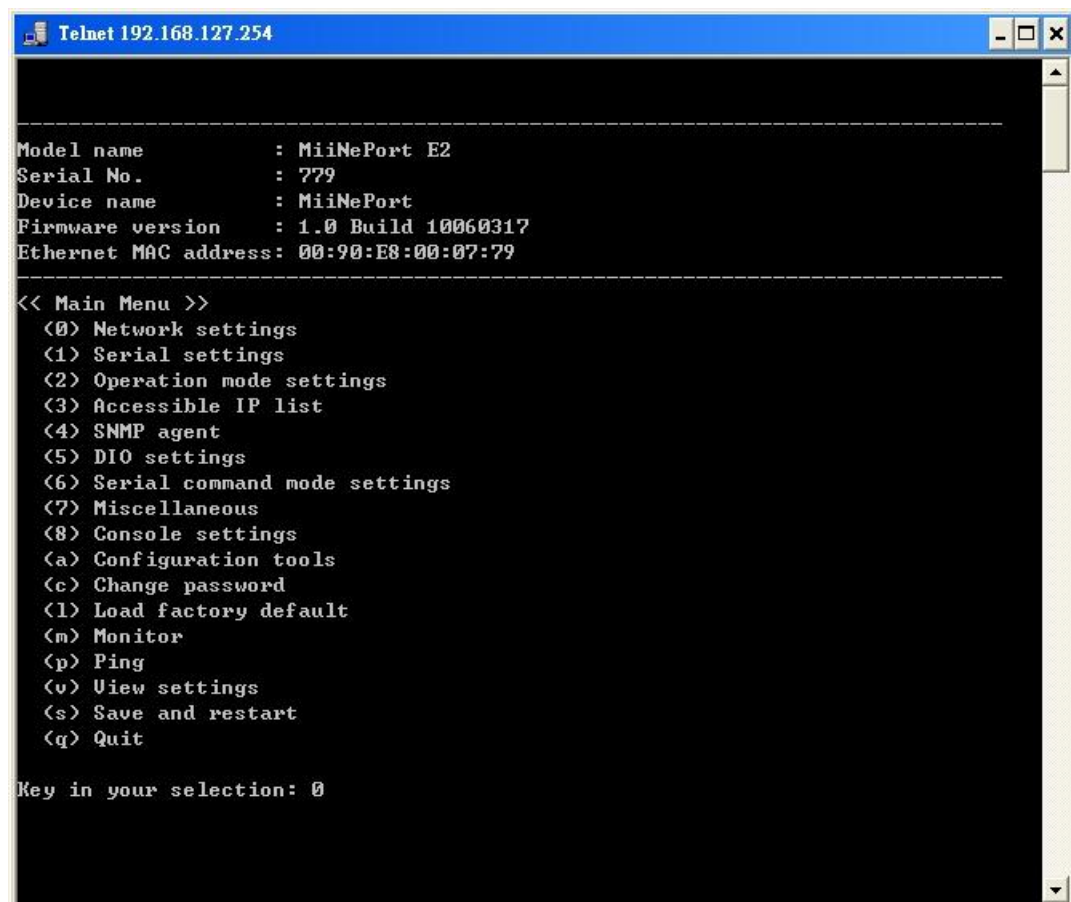 Telnet 192.168.127.254
Model name : MiiNePort E2
Serial No. : 779
Device name : MiiNePort
Firmware version : 1.0 Build 10060317
Ethernet MAC address: 00:90:E8:00:07:79
<< Main Menu >>
(0) Network settings
(1) Serial settings
(2) Operation mode settings
(3) Accessible IP list
(4) SNMP agent
(5) DIO settings
(6) Serial command mode settings
(7) Miscellaneous
(8) Console settings
(a) Configuration tools
(c) Change password
(l) Load factory default
(m) Monitor
(p) Ping
(v) View settings
(s) Save and restart
(q) Quit
Key in your selection: 0